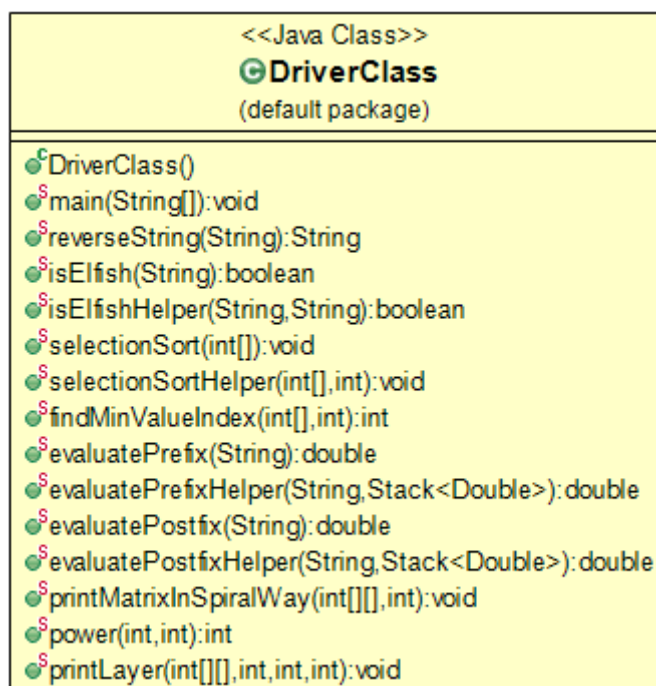 <<Java Class>>
DriverClass
(default package)
DriverClass()
main(String[]):void
reverseString(String):String
isElfish(String):boolean
isElfishHelper(String,String):boolean
selectionSort(int[]):void
selectionSortHelper(int[],int):void
findMinValueIndex(int[],int):int
evaluatePrefix(String):double
evaluatePrefixHelper(String,Stack<Double>):double
evaluatePostfix(String):double
evaluatePostfixHelper(String,Stack<Double>):double
printMatrixInSpiralWay(int[][],int):void
power(int,int):int
printLayer(int[][],int,int,int):void